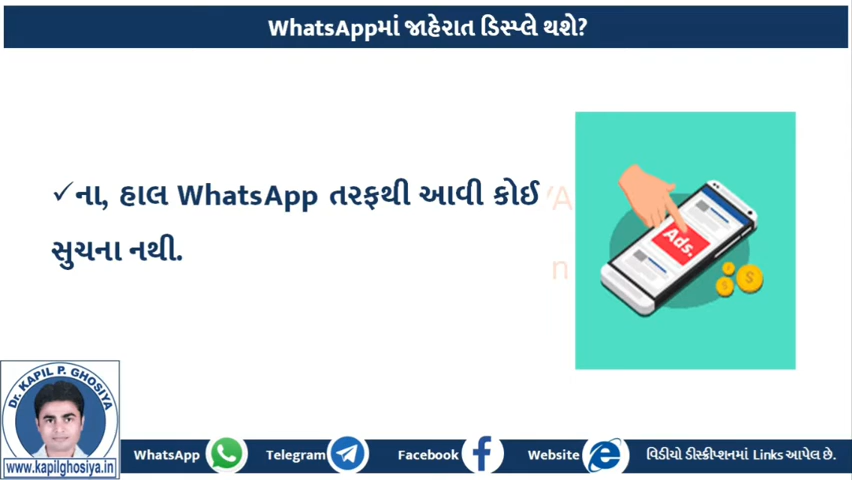 WhatsAppમાં જાહેરાત ડિસ્પ્લે થશે?
✓ના, હાલ WhatsApp તરફથી આવી કોઈ
સુચના નથી.
Ads.
Dr. KAPIL P. GHOSIYA
www.kapilghosiya.in
WhatsApp Telegram Facebook Website વિડીયો ડીસ્ક્રીપ્શનમાં Links આપેલ છે.